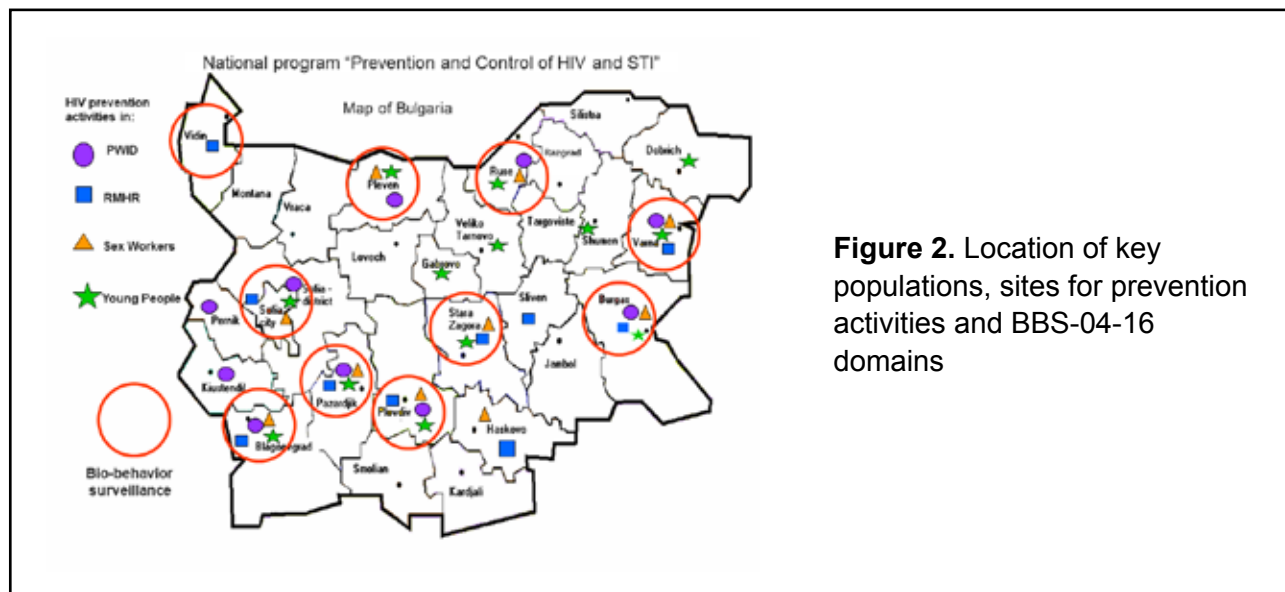 National program "Prevention and Control of HIV and STI"
Map of Bulgaria
HIV prevention
activities in:
PWID
RMHR
Sex Workers
Young People
Bio-behavior
surveillance
Vidin
Montana
Vraca
Pleven
Lovech
Ruse
Razgrad
Silistra
Dobrich
Veliko
Tarnovo
Targoviste
Shumen
Varna
Gabrovo
Sofia -
district
Sofia
city
Pernik
Kiustendil
Blagoevgrad
Pazardjik
Plovdiv
Stara
Zagora
Sliven
Jambol
Burgas
Haskovo
Smolian
Kardjali
Figure 2. Location of key
populations, sites for prevention
activities and BBS-04-16
domains